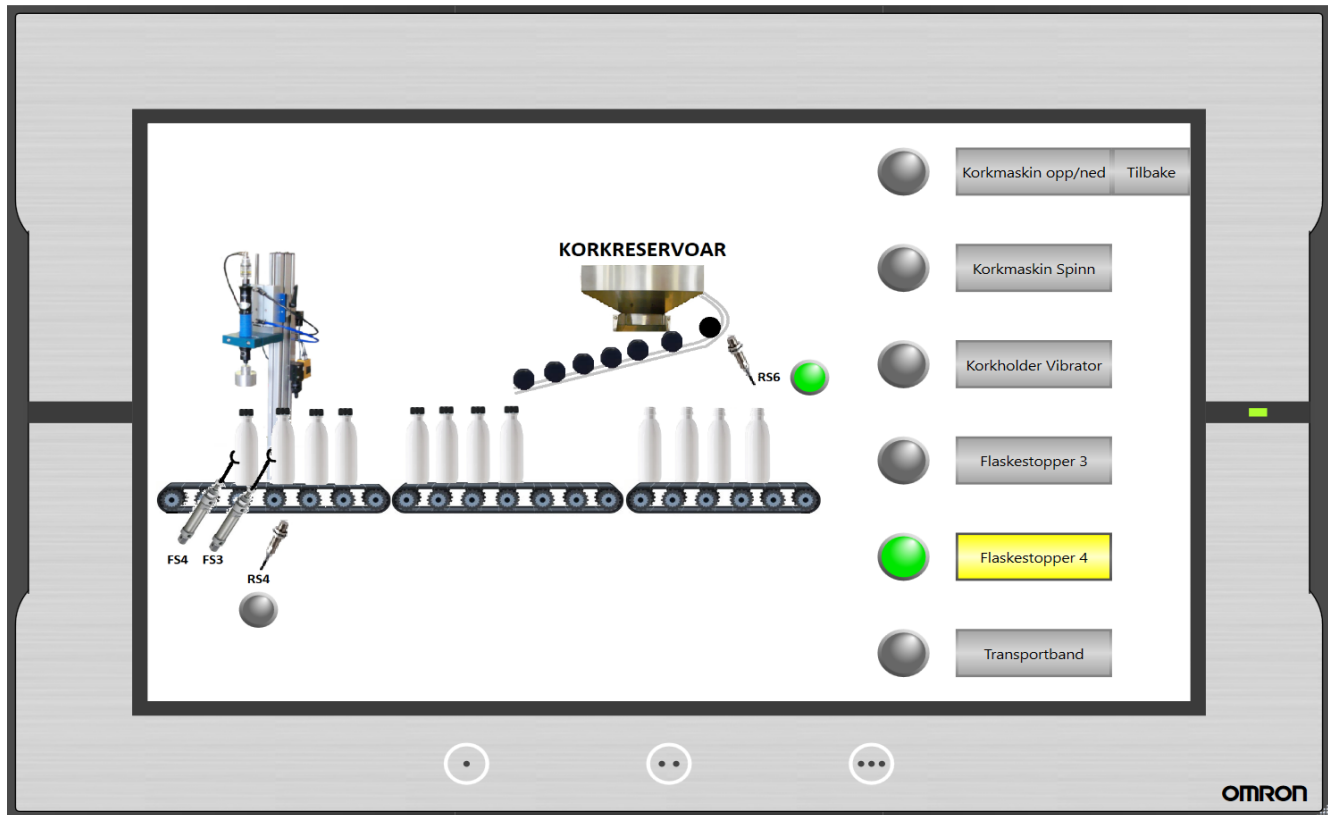 Korkmaskin opp/ned
Tilbake
KORKRESERVOAR
Korkmaskin Spinn
Korkholder Vibrator
RS6
Flaskestopper 3
FS4
FS3
RS4
Flaskestopper 4
Transportband
OMRON